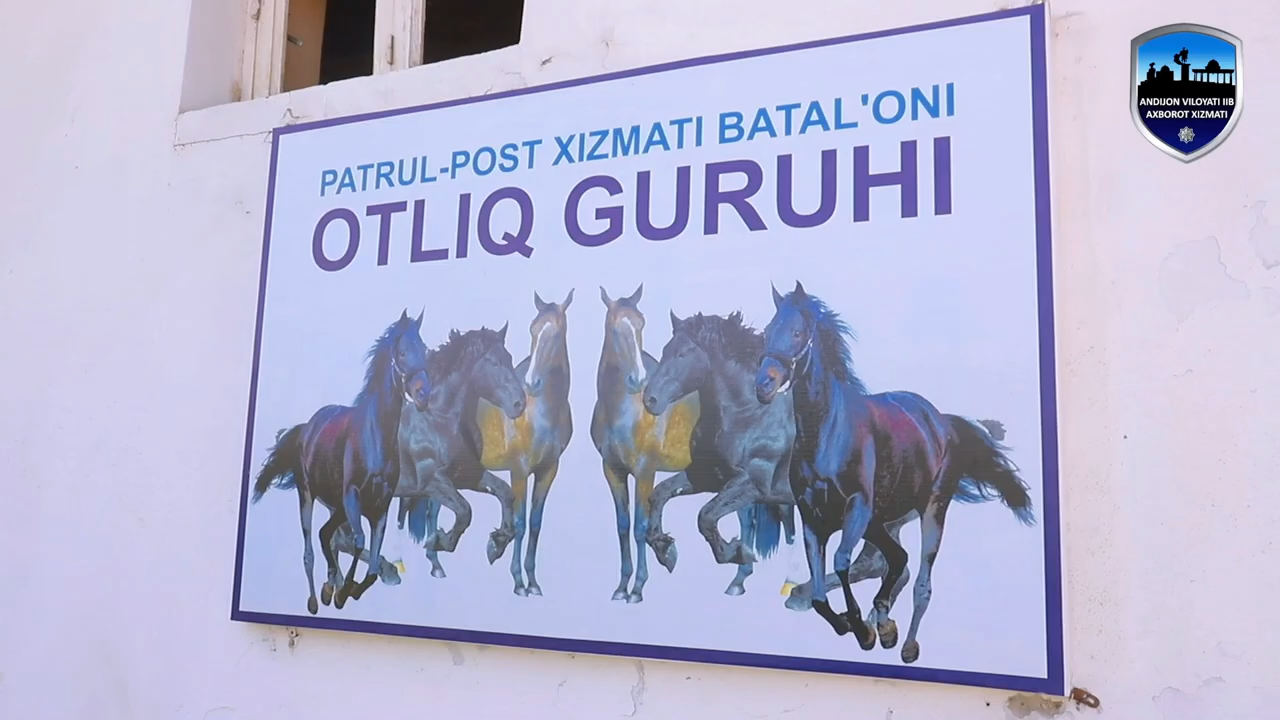 PATRUL-POST XIZMATI BATAL'ONI
OTLIQ GURUHI
ANDIJON VILOYATI IIB
AXBOROT XIZMATI